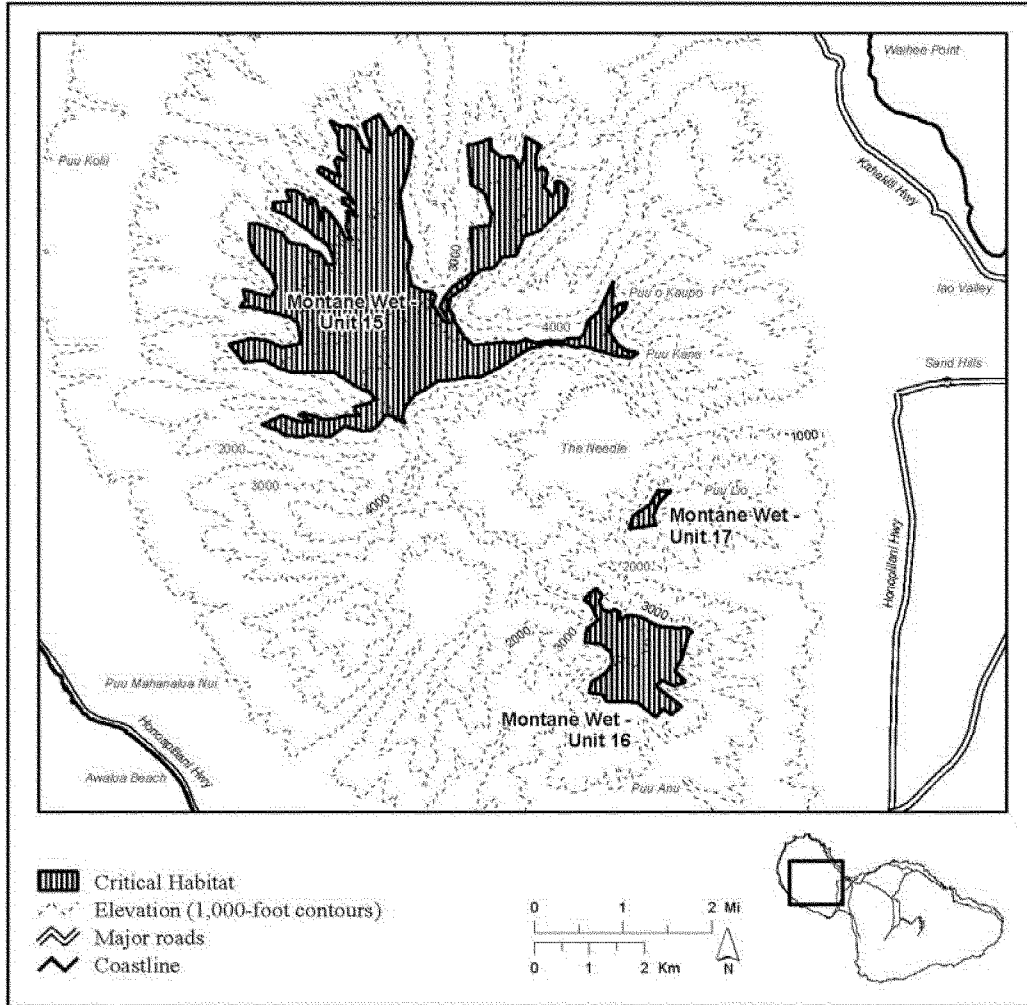 Waihee Point
Puu Kolii
Kahekili Hwy
3000
Iao Valley
Puu o Kaupo
Montane Wet -
Unit 15
4000
Puu Kane
Sand Hills
1000
2000
The Needle
3000
Puu Lio
4000
Montane Wet -
Unit 17
Honoapiilani Hwy
2000
3000
2000
3000
Puu Mahanalua Nui
Montane Wet -
Unit 16
Honoapiilani Hwy
Awalua Beach
Puu Anu
Critical Habitat
Elevation (1,000-foot contours)
Major roads
Coastline
0 1 2 Mi
0 1 2 Km
N